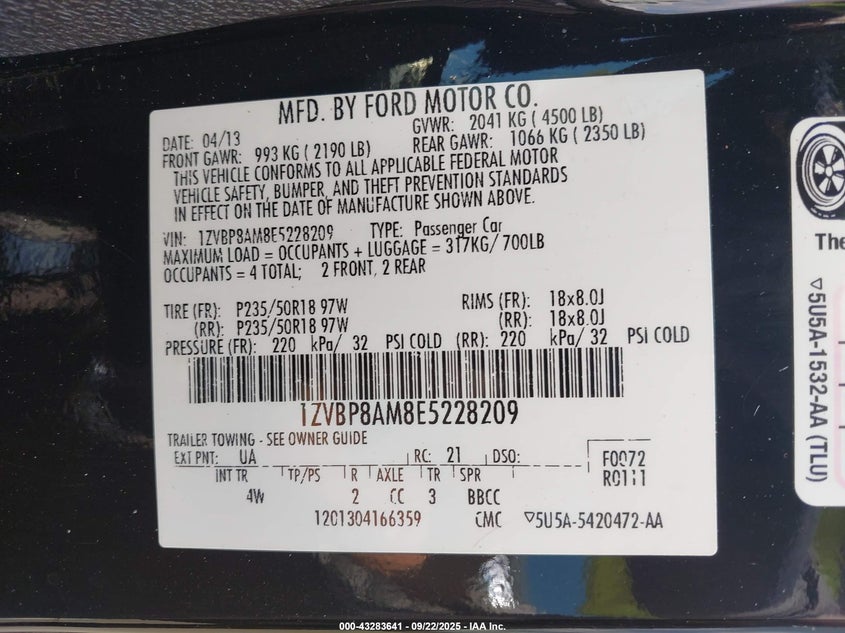 MFD. BY FORD MOTOR CO.
DATE: 04/13 GVWR: 2041 KG ( 4500 LB)
FRONT GAWR: 993 KG ( 2190 LB) REAR GAWR: 1066 KG ( 2350 LB)
THIS VEHICLE CONFORMS TO ALL APPLICABLE FEDERAL MOTOR
VEHICLE SAFETY, BUMPER, AND THEFT PREVENTION STANDARDS
IN EFFECT ON THE DATE OF MANUFACTURE SHOWN ABOVE.
VIN: 1ZVBP8AM8E5228209 TYPE: Passenger Car
MAXIMUM LOAD = OCCUPANTS + LUGGAGE = 317KG/ 700LB
OCCUPANTS = 4 TOTAL; 2 FRONT, 2 REAR
TIRE (FR): P235/50R18 97W RIMS (FR): 18x8.0J
(RR): P235/50R18 97W (RR): 18x8.0J
PRESSURE (FR): 220 kPa/ 32 PSI COLD (RR): 220 kPa/ 32 PSI COLD
1ZVBP8AM8E5228209
TRAILER TOWING - SEE OWNER GUIDE
EXT PNT: UA RC: 21 DSO: F0072
INT TR TP/PS R AXLE TR SPR R0111
4W 2 CC 3 BBCC
1201304166359 CMC ▽5U5A-5420472-AA
The
▽5U5A-1532-AA (TLU)
000-43283641 - 09/22/2025 - IAA Inc.